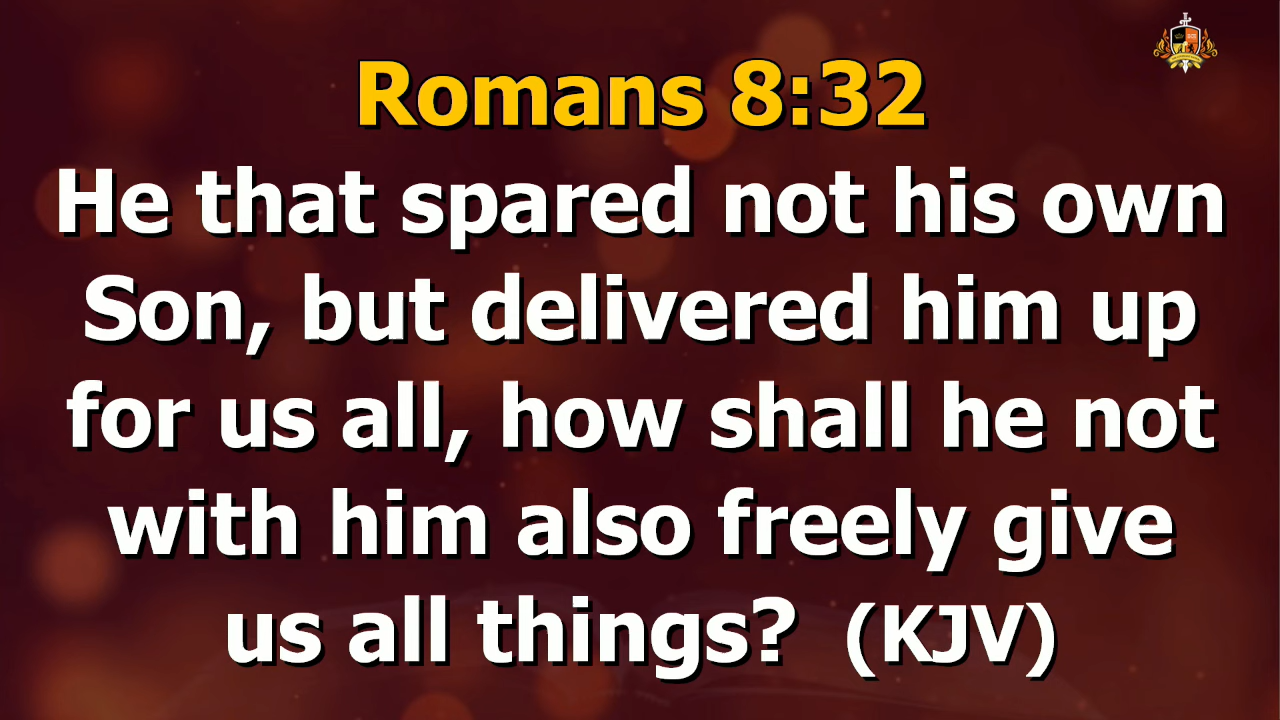 Romans 8:32
He that spared not his own
Son, but delivered him up
for us all, how shall he not
with him also freely give
us all things? (KJV)